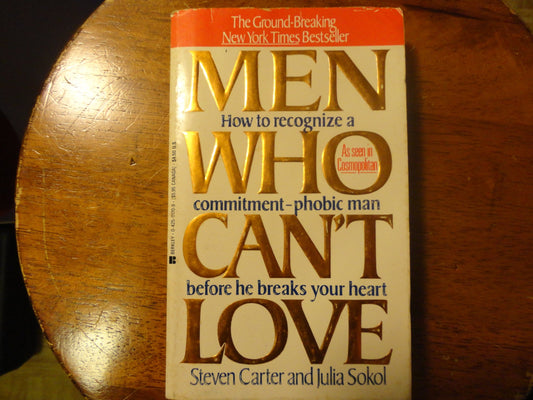 The Ground-Breaking
New York Times Bestseller
MEN
How to recognize a
WHO
As seen in
Cosmopolitan
commitment-phobic man
CAN'T
before he breaks your heart
LOVE
Steven Carter and Julia Sokol